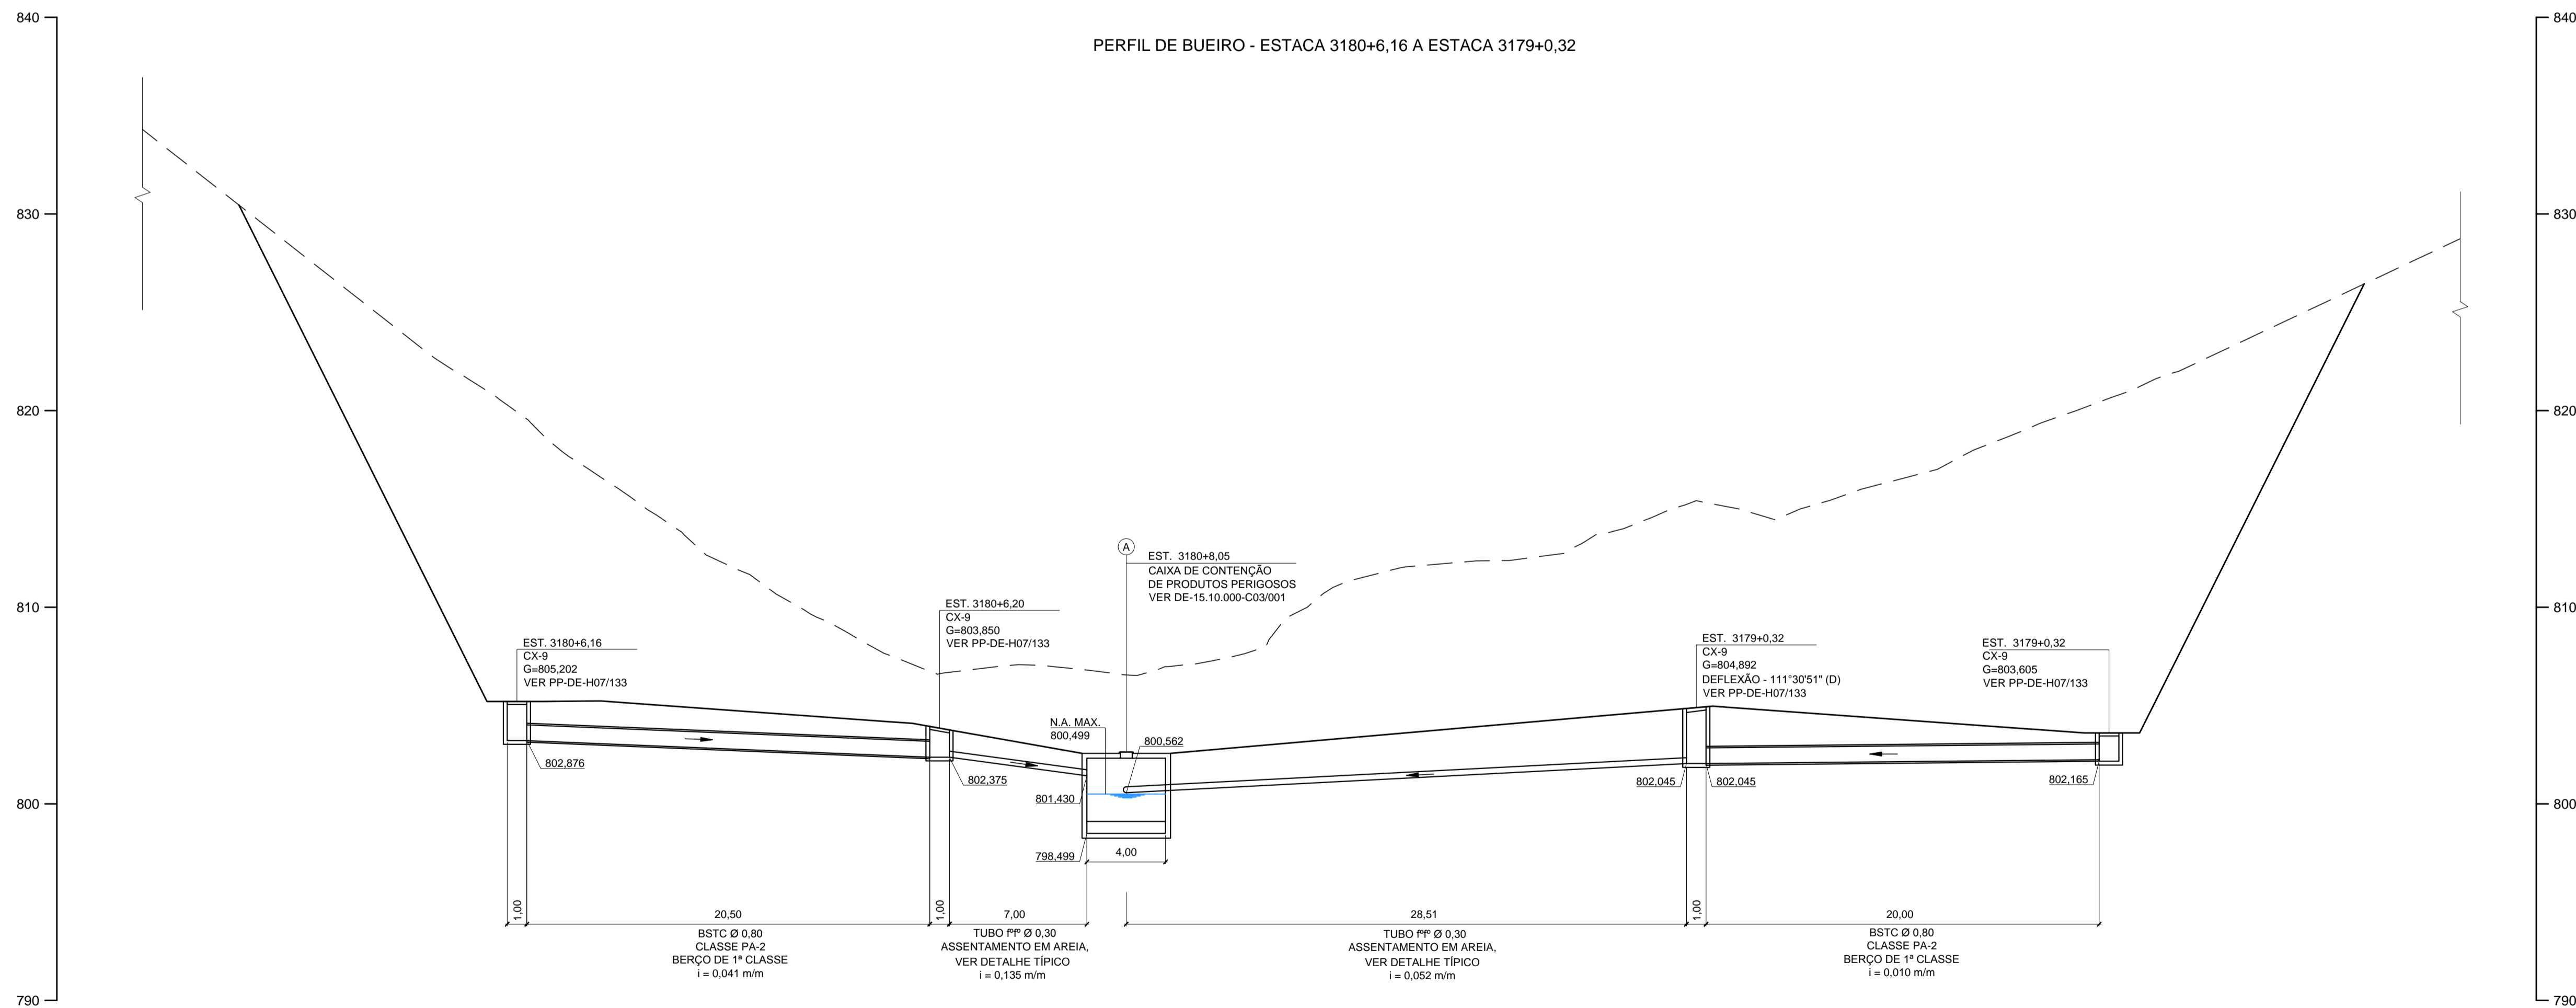 PERFIL DE BUEIRO - ESTACA 3180+6,16 A ESTACA 3179+0,32
840
840
830
830
820
820
810
810
800
800
790
790
EST. 3180+6,16
CX-9
G=805,202
VER PP-DE-H07/133
802,876
EST. 3180+6,20
CX-9
G=803,850
VER PP-DE-H07/133
802,375
A
EST. 3180+8,05
CAIXA DE CONTENÇÃO
DE PRODUTOS PERIGOSOS
VER DE-15.10.000-C03/001
N.A. MAX.
800,499
800,562
801,430
798,499
4,00
EST. 3179+0,32
CX-9
G=804,892
DEFLEXÃO - 111°30'51" (D)
VER PP-DE-H07/133
802,045
802,045
EST. 3179+0,32
CX-9
G=803,605
VER PP-DE-H07/133
802,165
1,00
20,50
BSTC Ø 0,80
CLASSE PA-2
BERÇO DE 1ª CLASSE
i = 0,041 m/m
1,00
7,00
TUBO fºfº Ø 0,30
ASSENTAMENTO EM AREIA,
VER DETALHE TÍPICO
i = 0,135 m/m
28,51
TUBO fºfº Ø 0,30
ASSENTAMENTO EM AREIA,
VER DETALHE TÍPICO
i = 0,052 m/m
1,00
20,00
BSTC Ø 0,80
CLASSE PA-2
BERÇO DE 1ª CLASSE
i = 0,010 m/m